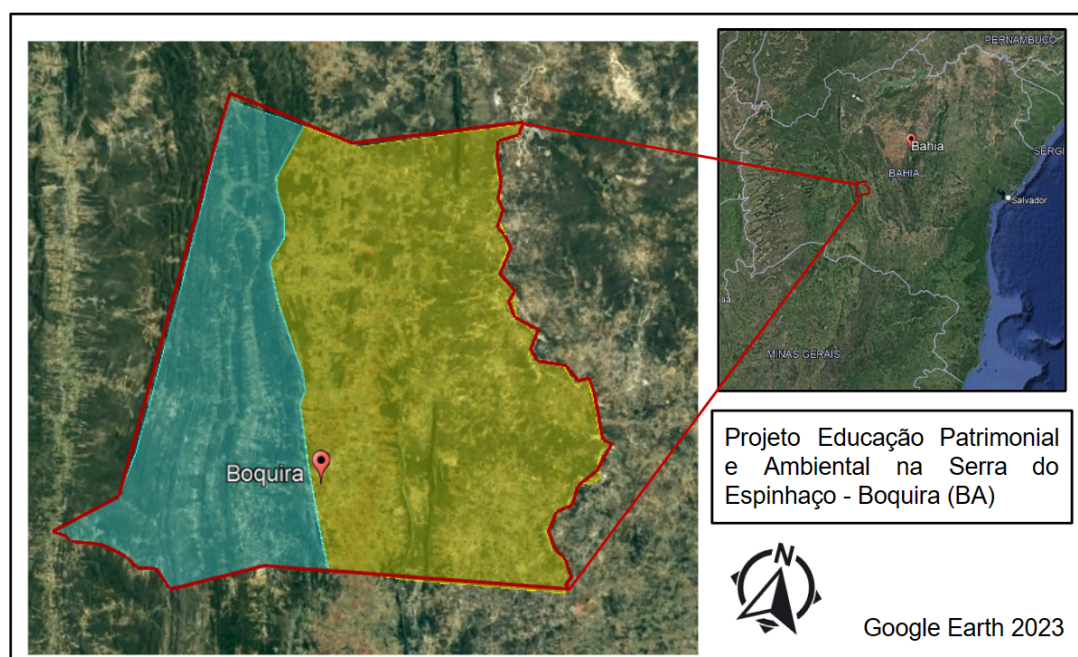 Boquira
PERNAMBUCO
Bahia
SERGI
BAHIA
Salvador
MINAS GERAIS
Projeto Educação Patrimonial
e Ambiental na Serra do
Espinhaço - Boquira (BA)
N
Google Earth 2023